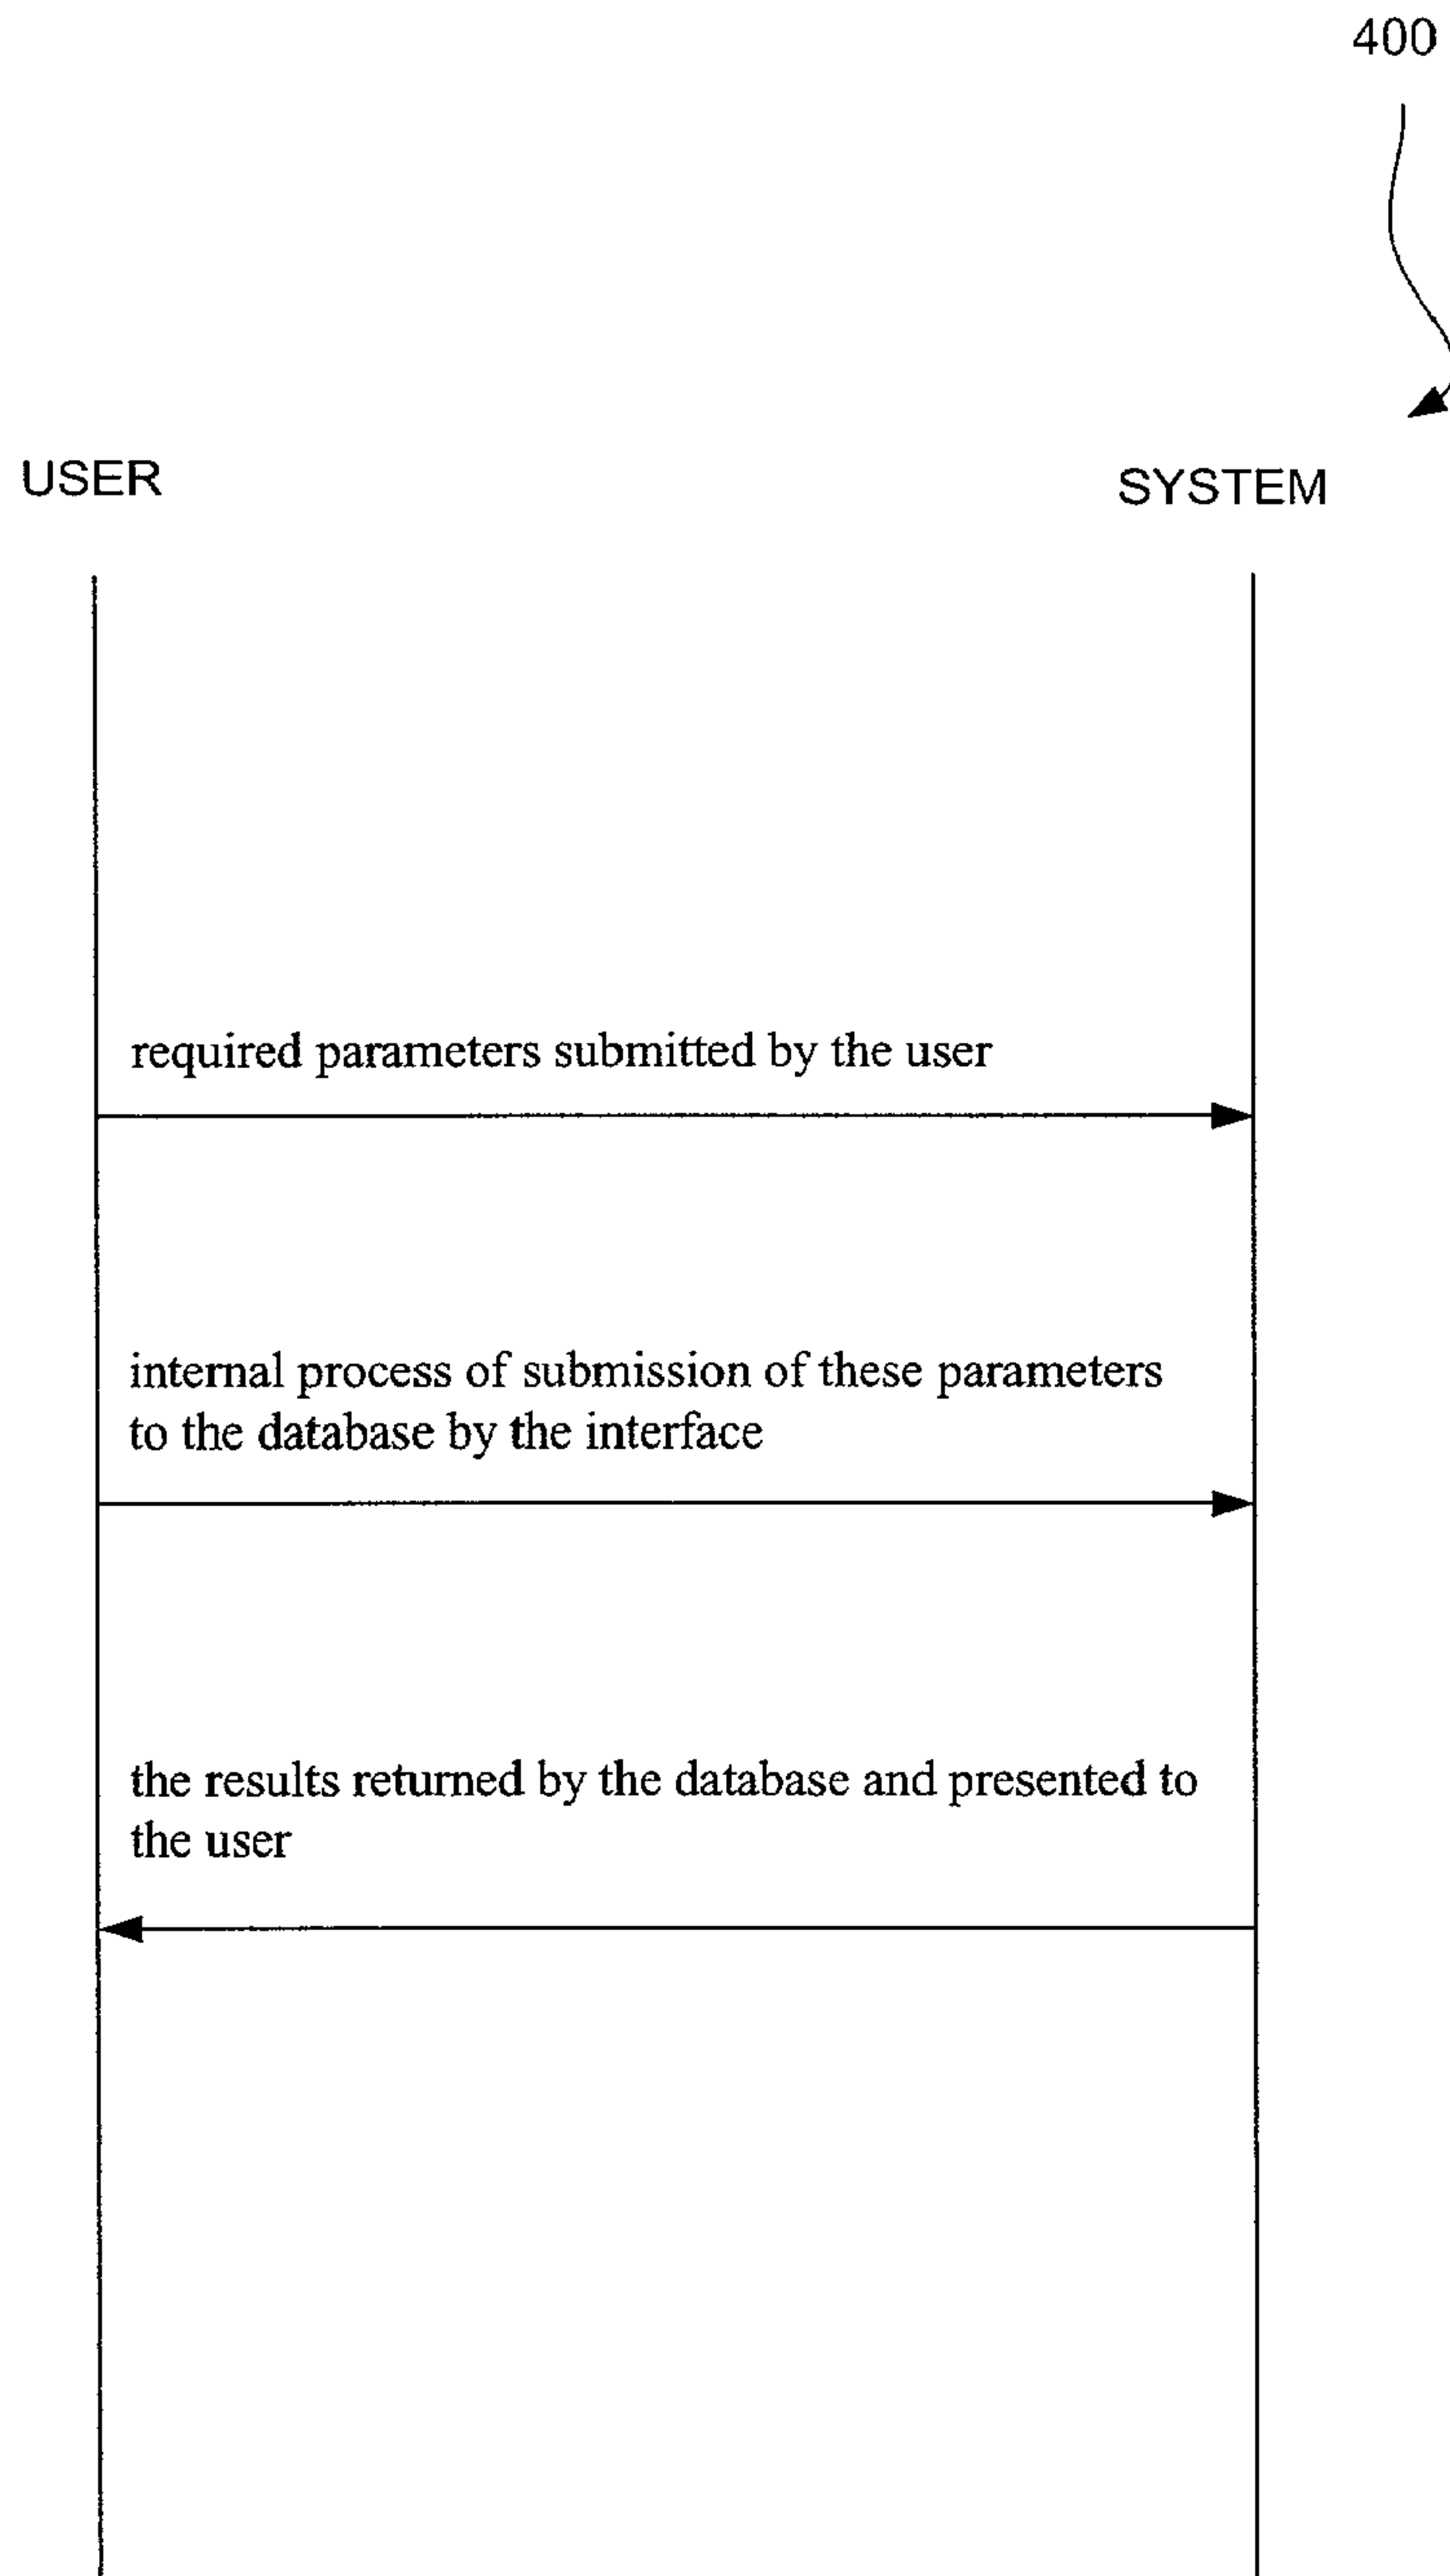 400
USER
SYSTEM
required parameters submitted by the user
internal process of submission of these parameters
to the database by the interface
the results returned by the database and presented to
the user